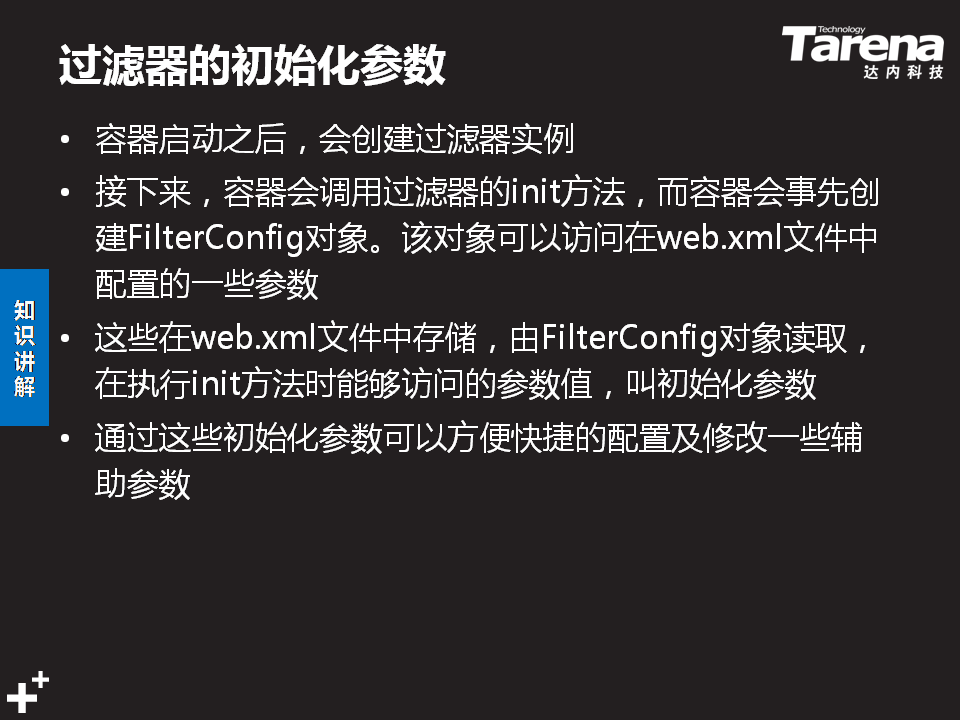 过滤器的初始化参数
Technology
Tarena
达内科技
• 容器启动之后，会创建过滤器实例
• 接下来，容器会调用过滤器的init方法，而容器会事先创
建FilterConfig对象。该对象可以访问在web.xml文件中
配置的一些参数
• 这些在web.xml文件中存储，由FilterConfig对象读取，
在执行init方法时能够访问的参数值，叫初始化参数
• 通过这些初始化参数可以方便快捷的配置及修改一些辅
助参数
知
识
讲
解